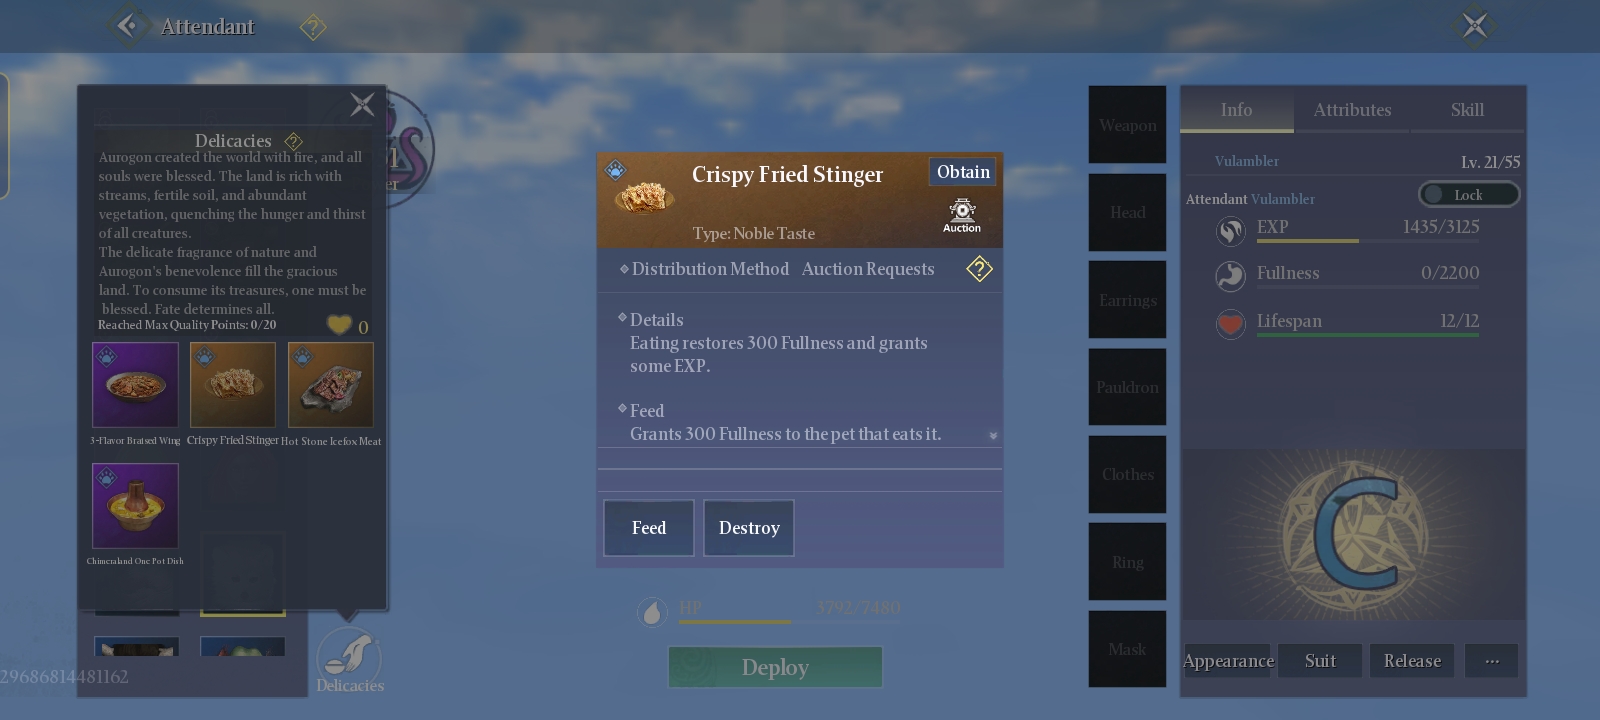 Attendant
?
Delicacies ?
Aurogon created the world with fire, and all
souls were blessed. The land is rich with
streams, fertile soil, and abundant
vegetation, quenching the hunger and thirst
of all creatures.
The delicate fragrance of nature and
Aurogon's benevolence fill the gracious
land. To consume its treasures, one must be
blessed. Fate determines all.
Reached Max Quality Points: 0/20
0
3-Flavor Braised Wing
Crispy Fried Stinger
Hot Stone Icefox Meat
Chimeraland One Pot Dish
Delicacies
29686814481162
Crispy Fried Stinger
Obtain
Auction
Type: Noble Taste
Distribution Method Auction Requests
?
Details
Eating restores 300 Fullness and grants
some EXP.
Feed
Grants 300 Fullness to the pet that eats it.
Feed
Destroy
HP 3792/7480
Deploy
Weapon
Head
Earrings
Pauldron
Clothes
Ring
Mask
Info
Attributes
Skill
Vulambler
Lv. 21/55
Attendant Vulambler
Lock
EXP 1435/3125
Fullness 0/2200
Lifespan 12/12
C
Appearance
Suit
Release
...